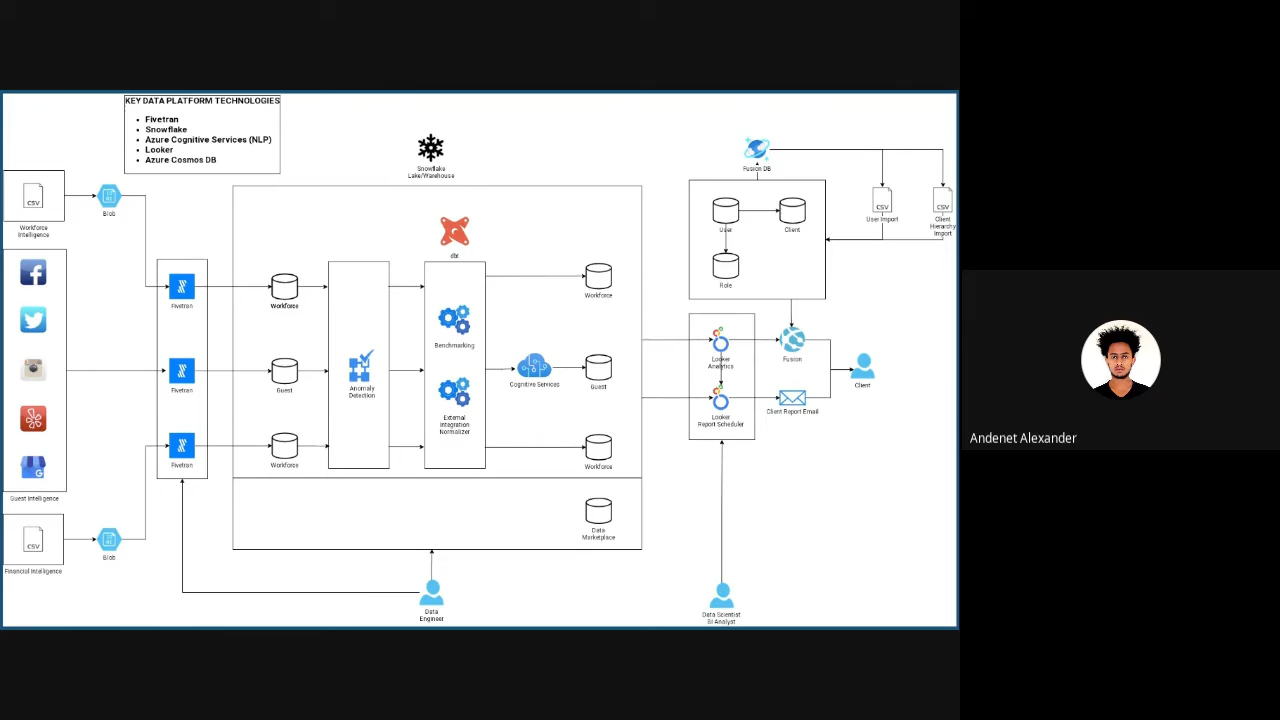 KEY DATA PLATFORM TECHNOLOGIES
Fivetran
Snowflake
Azure Cognitive Services (NLP)
Looker
Azure Cosmos DB
Snowflake
Lake/Warehouse
Fusion DB
CSV
Workforce
Intelligence
Blob
User
Client
CSV
User Import
CSV
Client
Hierarchy
Import
dbt
Role
Fivetran
Workforce
Workforce
Benchmarking
Looker
Analytics
Fusion
Client
Fivetran
Guest
Anomaly
Detection
Cognitive Services
Guest
External
Integration
Normalizer
Looker
Report Scheduler
Client Report Email
Andenet Alexander
Fivetran
Workforce
Workforce
Guest Intelligence
Data
Marketplace
CSV
Financial Intelligence
Blob
Data
Engineer
Data Scientist
BI Analyst